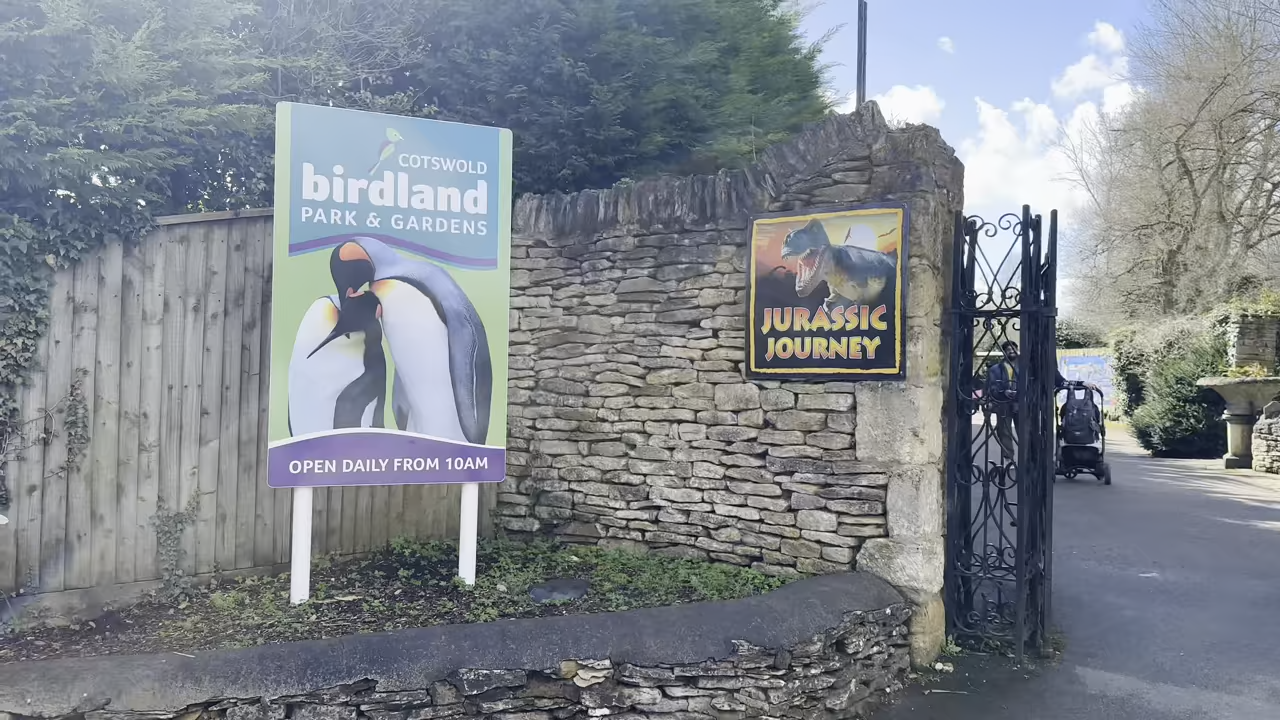 COTSWOLD
birdland
PARK & GARDENS
OPEN DAILY FROM 10AM
JURASSIC
JOURNEY